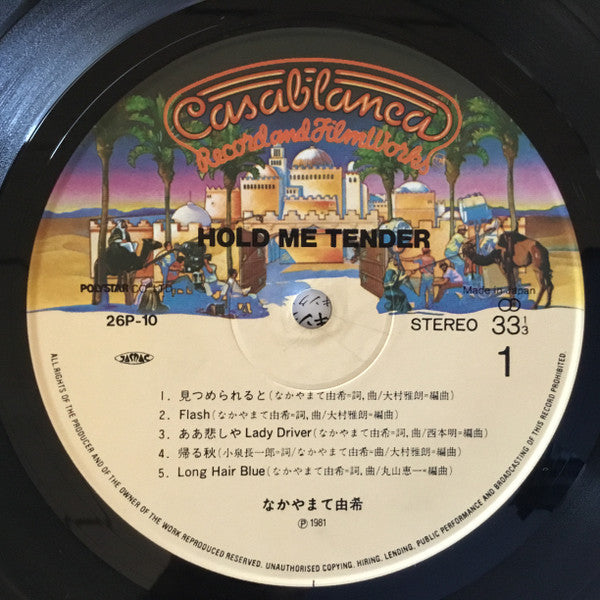 Casablanca
Record and FilmWorks
HOLD ME TENDER
POLYSTAR CO., LTD.
Made in Japan
26P-10
STEREO 33 1/3
JASRAC
1
1. 見つめられると(なかやまて由希=詞, 曲/大村雅朗=編曲)
2. Flash(なかやまて由希=詞, 曲/大村雅朗=編曲)
3. ああ悲しや Lady Driver(なかやまて由希=詞, 曲/西本明=編曲)
4. 帰る秋(小泉長一郎=詞/なかやまて由希=曲/大村雅朗=編曲)
5. Long Hair Blue(なかやまて由希=詞, 曲/丸山恵一=編曲)
なかやまて由希
Ⓟ 1981
ALL RIGHTS OF THE PRODUCER AND OF THE OWNER OF THE WORK REPRODUCED RESERVED. UNAUTHORISED COPYING, HIRING, LENDING, PUBLIC PERFORMANCE AND BROADCASTING OF THIS RECORD PROHIBITED.